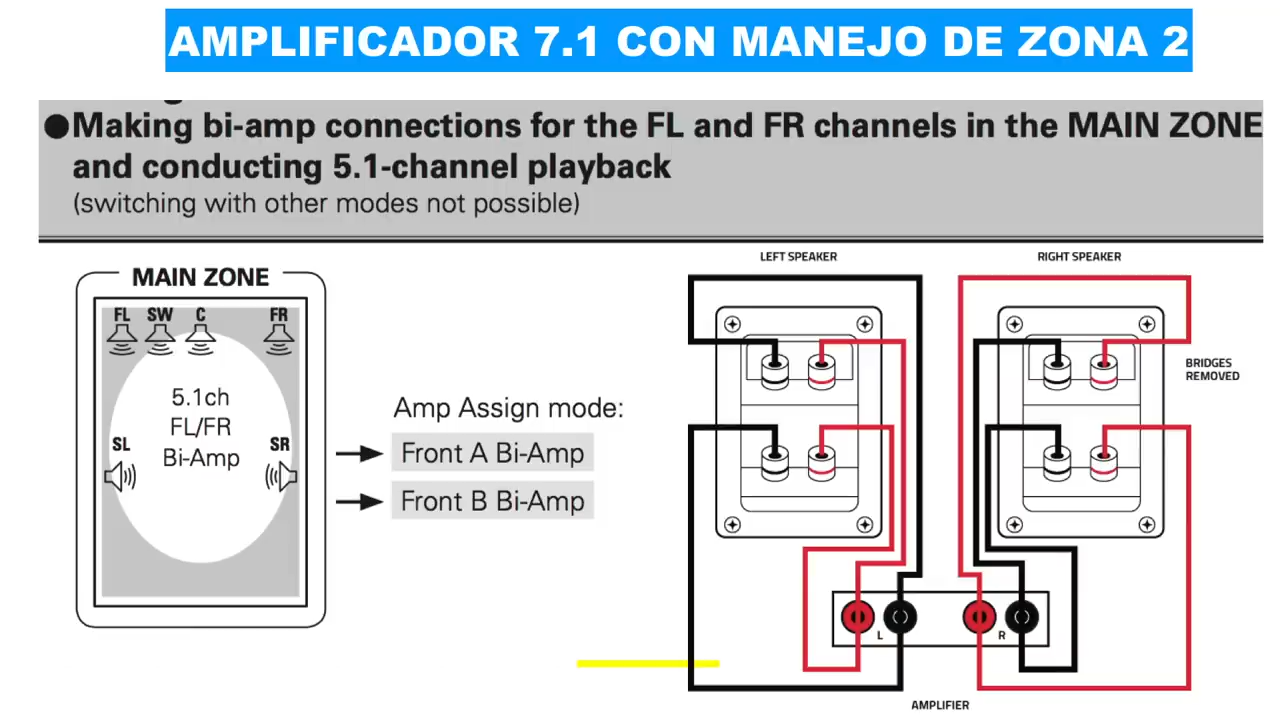 AMPLIFICADOR 7.1 CON MANEJO DE ZONA 2
●Making bi-amp connections for the FL and FR channels in the MAIN ZONE
and conducting 5.1-channel playback
(switching with other modes not possible)
MAIN ZONE
FL SW C FR
5.1ch
FL/FR
Bi-Amp
SL SR
Amp Assign mode:
Front A Bi-Amp
Front B Bi-Amp
LEFT SPEAKER
RIGHT SPEAKER
BRIDGES
REMOVED
L R
AMPLIFIER